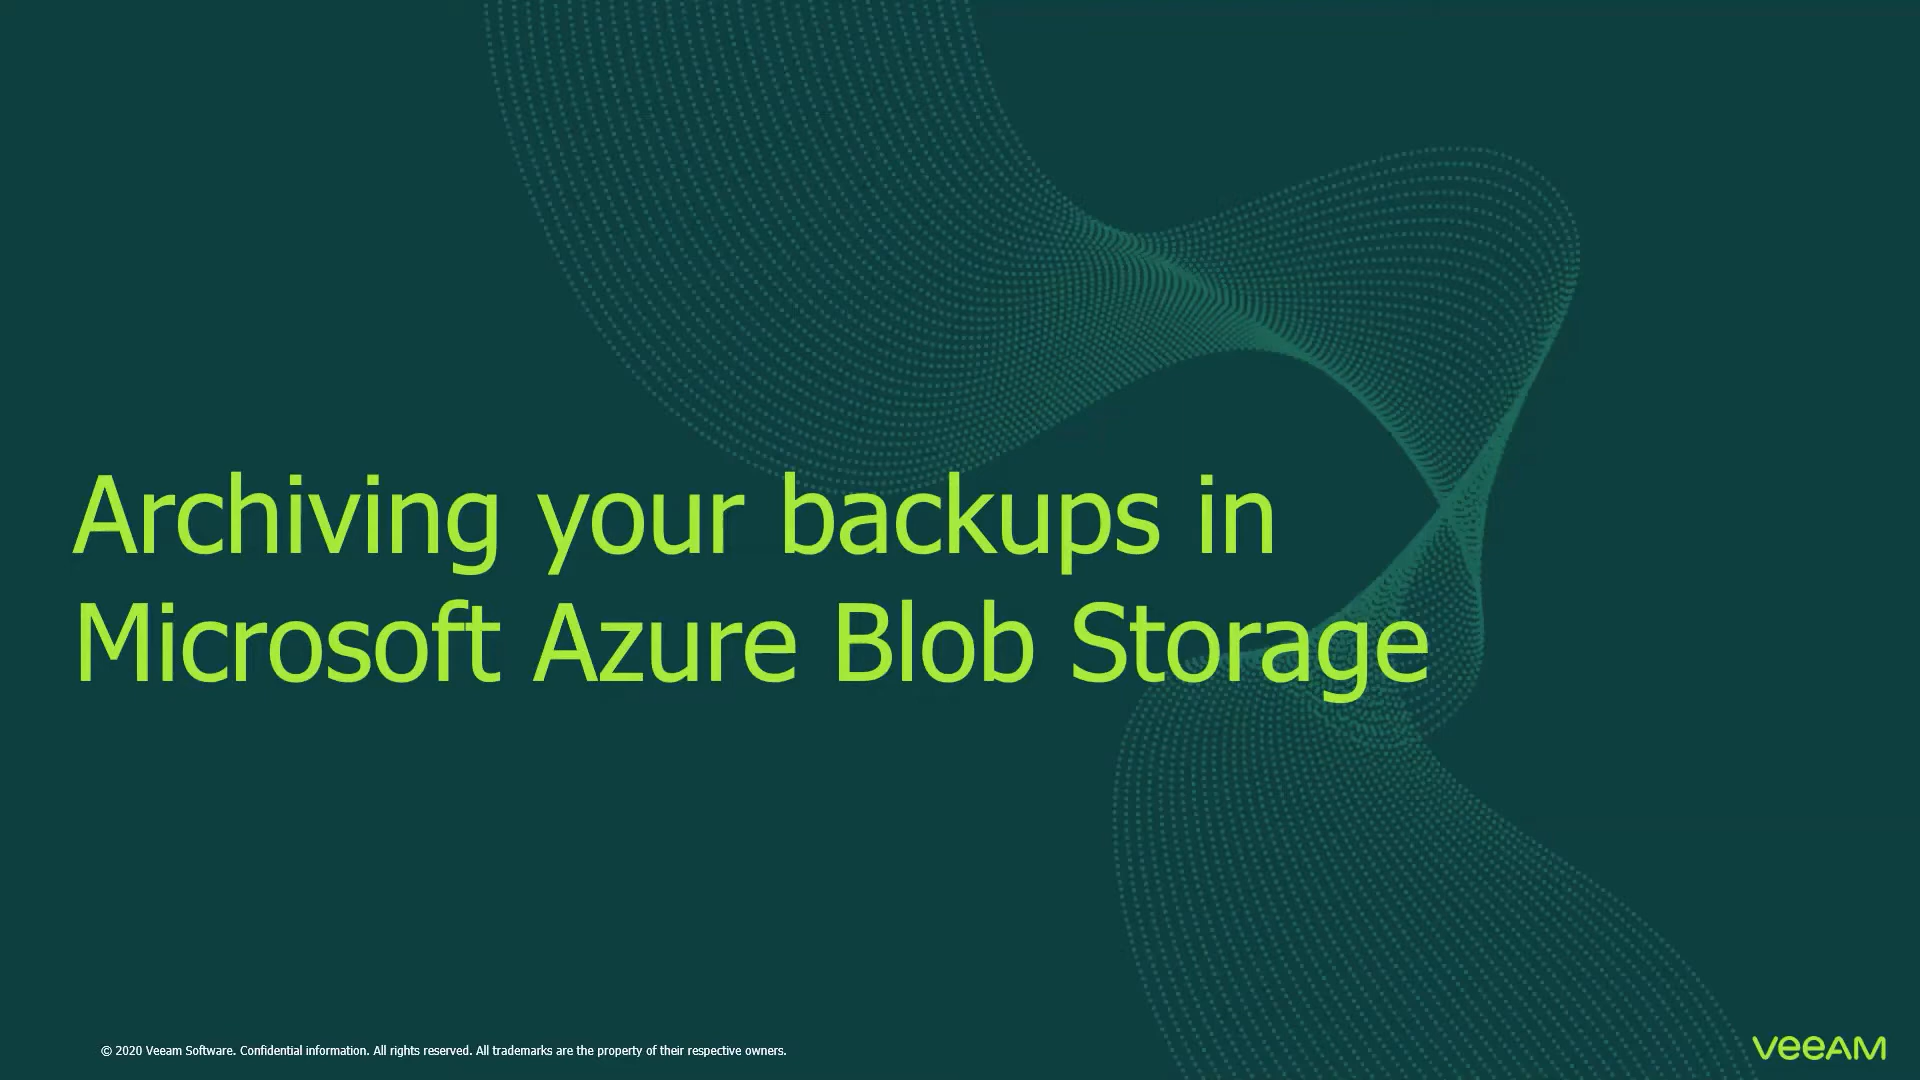 Archiving your backups in
Microsoft Azure Blob Storage
© 2020 Veeam Software. Confidential information. All rights reserved. All trademarks are the property of their respective owners.
VEEAM